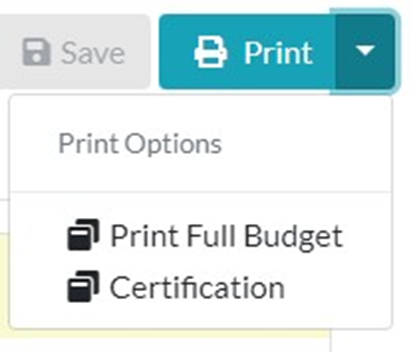 Save Print
Print Options
Print Full Budget
Certification